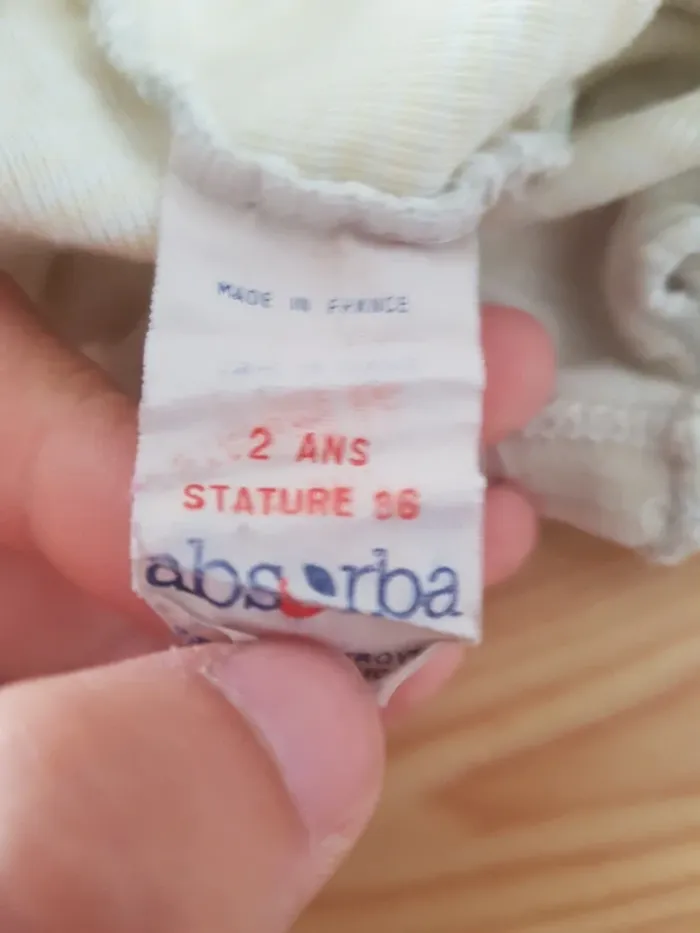 MADE IN FRANCE
2 ANS
STATURE 86
absorba